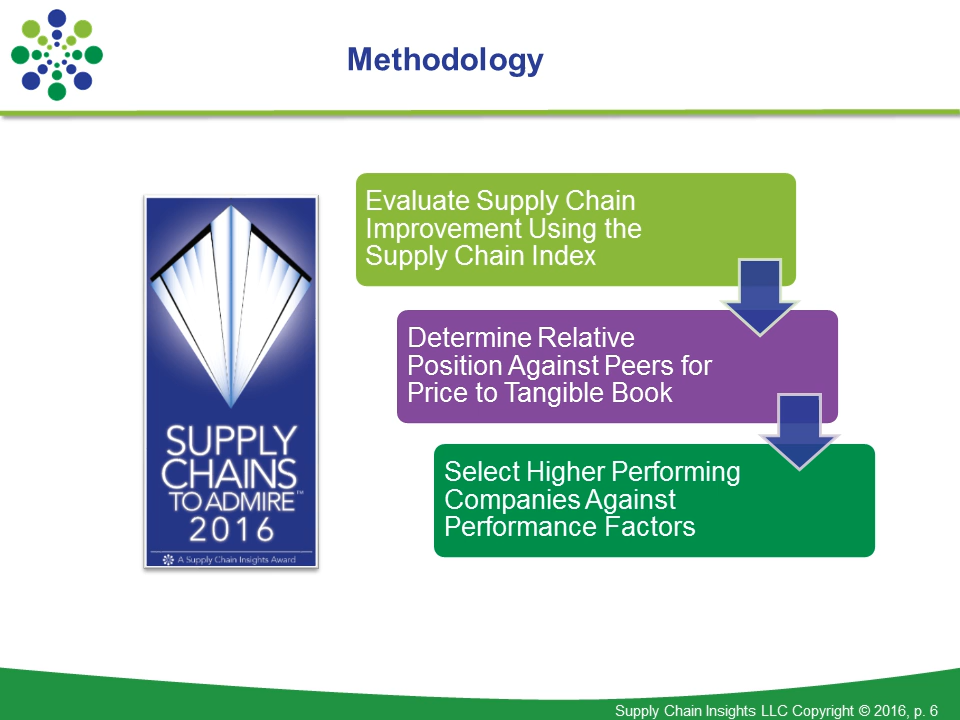 Methodology
SUPPLY
CHAINS
TO ADMIRE™
2016
A Supply Chain Insights Award
Evaluate Supply Chain
Improvement Using the
Supply Chain Index
Determine Relative
Position Against Peers for
Price to Tangible Book
Select Higher Performing
Companies Against
Performance Factors
Supply Chain Insights LLC Copyright © 2016, p. 6